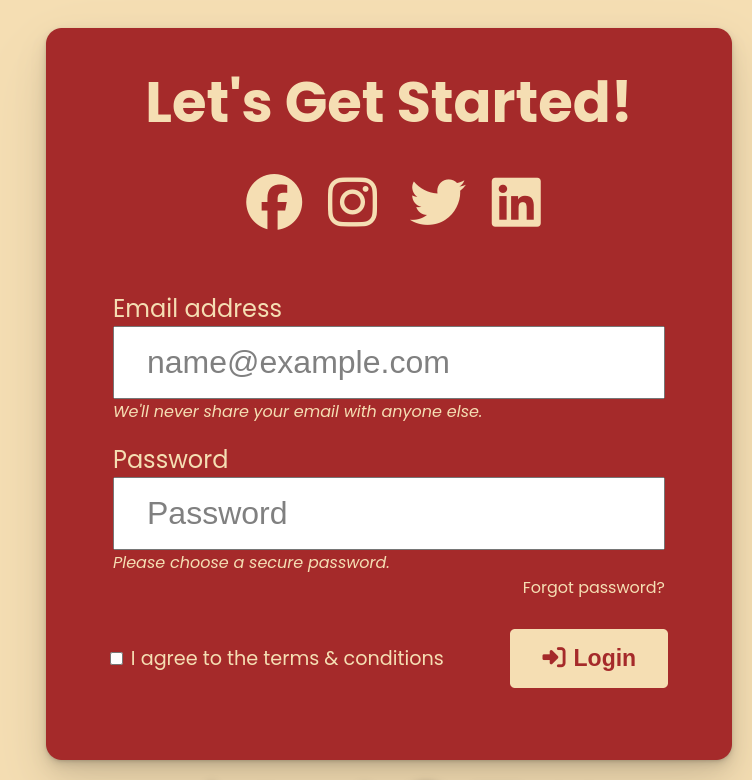 Let's Get Started!
Email address
name@example.com
We'll never share your email with anyone else.
Password
Password
Please choose a secure password.
Forgot password?
I agree to the terms & conditions
Login